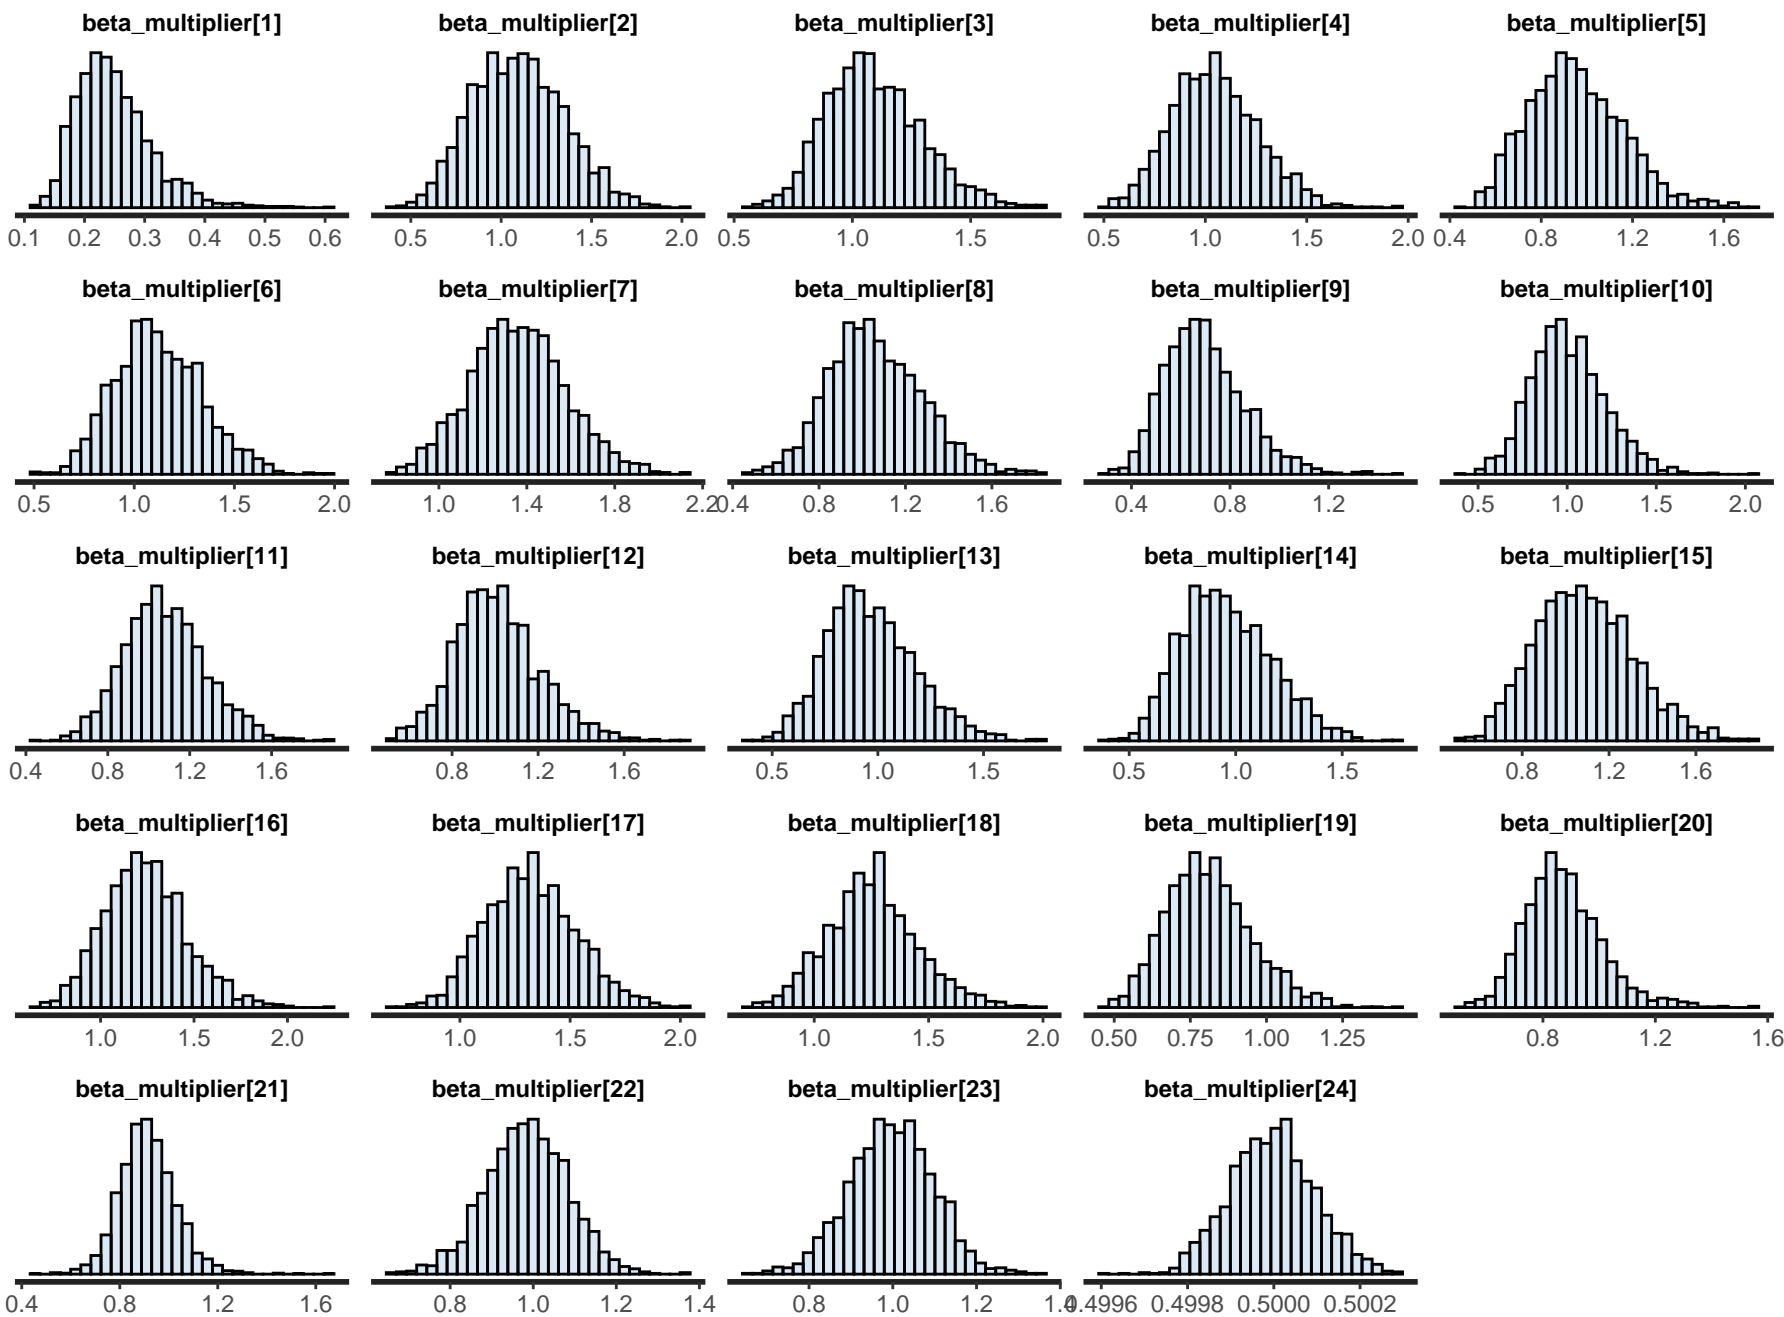 beta_multiplier[1] beta_multiplier[2] beta_multiplier[3] beta_multiplier[4] beta_multiplier[5]
0.1 0.2 0.3 0.4 0.5 0.6 0.5 1.0 1.5 2.0 0.5 1.0 1.5 0.5 1.0 1.5 2.0 0.4 0.8 1.2 1.6
beta_multiplier[6] beta_multiplier[7] beta_multiplier[8] beta_multiplier[9] beta_multiplier[10]
0.5 1.0 1.5 2.0 1.0 1.4 1.8 2.2 0.4 0.8 1.2 1.6 0.4 0.8 1.2 0.5 1.0 1.5 2.0
beta_multiplier[11] beta_multiplier[12] beta_multiplier[13] beta_multiplier[14] beta_multiplier[15]
0.4 0.8 1.2 1.6 0.8 1.2 1.6 0.5 1.0 1.5 0.5 1.0 1.5 0.8 1.2 1.6
beta_multiplier[16] beta_multiplier[17] beta_multiplier[18] beta_multiplier[19] beta_multiplier[20]
1.0 1.5 2.0 1.0 1.5 2.0 1.0 1.5 2.0 0.50 0.75 1.00 1.25 0.8 1.2 1.6
beta_multiplier[21] beta_multiplier[22] beta_multiplier[23] beta_multiplier[24]
0.4 0.8 1.2 1.6 0.8 1.0 1.2 1.4 0.8 1.0 1.2 1.4 0.4996 0.4998 0.5000 0.5002